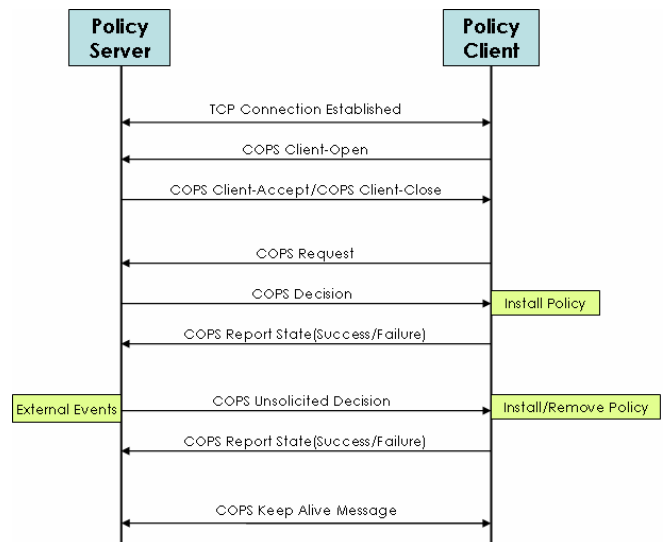 Policy
Server
Policy
Client
TCP Connection Established
COPS Client-Open
COPS Client-Accept/COPS Client-Close
COPS Request
COPS Decision
Install Policy
COPS Report State(Success/Failure)
External Events
COPS Unsolicited Decision
Install/Remove Policy
COPS Report State(Success/Failure)
COPS Keep Alive Message